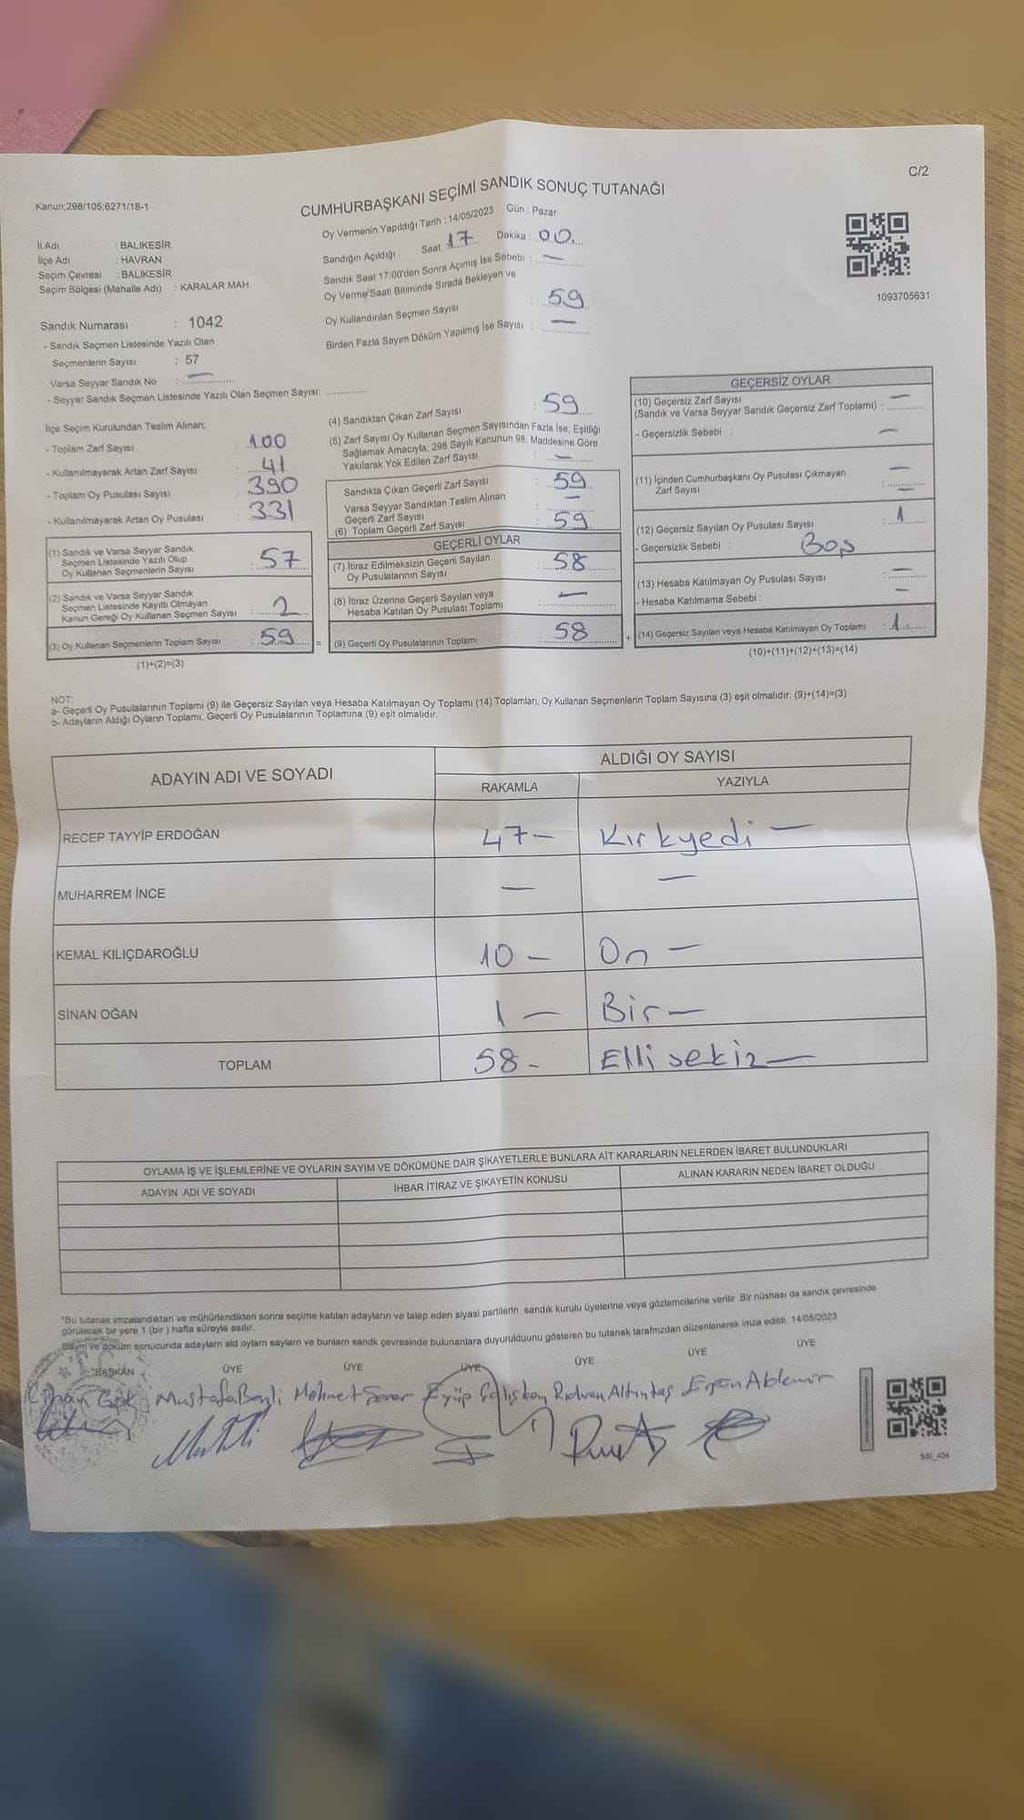 C/2
Kanun;298/105;6271/18-1
CUMHURBAŞKANI SEÇİMİ SANDIK SONUÇ TUTANAĞI
Oy Vermenin Yapıldığı Tarih : 14/05/2023 Gün : Pazar
İl Adı : BALIKESİR
İlçe Adı : HAVRAN
Seçim Çevresi : BALIKESİR
Seçim Bölgesi (Mahalle Adı) : KARALAR MAH.
Sandığın Açıldığı Saat 17 Dakika : 00.
Sandık Saat 17:00'den Sonra Açımış İse Sebebi : —
Oy Verme Saati Bitiminde Sırada Bekleyen ve
Oy Kullandırılan Seçmen Sayısı : 59
Birden Fazla Sayım Döküm Yapılmış İse Sayısı : —
1093705631
Sandık Numarası : 1042
- Sandık Seçmen Listesinde Yazılı Olan
Seçmenlerin Sayısı : 57
Varsa Seyyar Sandık No : —
- Seyyar Sandık Seçmen Listesinde Yazılı Olan Seçmen Sayısı:
İlçe Seçim Kurulundan Teslim Alınan;
- Toplam Zarf Sayısı : 100
- Kullanılmayarak Artan Zarf Sayısı : 41
- Toplam Oy Pusulası Sayısı : 390
- Kullanılmayarak Artan Oy Pusulası : 331
(1) Sandık ve Varsa Seyyar Sandık
Seçmen Listesinde Yazılı Olup
Oy Kullanan Seçmenlerin Sayısı : 57
(2) Sandık ve Varsa Seyyar Sandık
Seçmen Listesinde Kayıtlı Olmayan
Kanun Gereği Oy Kullanan Seçmen Sayısı : 2
(3) Oy Kullanan Seçmenlerin Toplam Sayısı : 59 =
(1)+(2)=(3)
(4) Sandıktan Çıkan Zarf Sayısı : 59
(5) Zarf Sayısı Oy Kullanan Seçmen Sayısından Fazla İse, Eşitliği
Sağlamak Amacıyla; 298 Sayılı Kanunun 98. Maddesine Göre
Yakılarak Yok Edilen Zarf Sayısı : —
Sandıkta Çıkan Geçerli Zarf Sayısı : 59
Varsa Seyyar Sandıktan Teslim Alınan
Geçerli Zarf Sayısı : —
(6) Toplam Geçerli Zarf Sayısı : 59
GEÇERLİ OYLAR
(7) İtiraz Edilmeksizin Geçerli Sayılan
Oy Pusulalarının Sayısı : 58
(8) İtiraz Üzerine Geçerli Sayılan veya
Hesaba Katılan Oy Pusulası Toplamı : —
(9) Geçerli Oy Pusulalarının Toplamı : 58 +
GEÇERSİZ OYLAR
(10) Geçersiz Zarf Sayısı
(Sandık ve Varsa Seyyar Sandık Geçersiz Zarf Toplamı) : —
- Geçersizlik Sebebi : —
(11) İçinden Cumhurbaşkanı Oy Pusulası Çıkmayan
Zarf Sayısı : —
(12) Geçersiz Sayılan Oy Pusulası Sayısı : 1
- Geçersizlik Sebebi : Boş
(13) Hesaba Katılmayan Oy Pusulası Sayısı : —
- Hesaba Katılmama Sebebi : —
(14) Geçersiz Sayılan veya Hesaba Katılmayan Oy Toplamı : 1
(10)+(11)+(12)+(13)=(14)
NOT:
a- Geçerli Oy Pusulalarının Toplamı (9) ile Geçersiz Sayılan veya Hesaba Katılmayan Oy Toplamı (14) Toplamları, Oy Kullanan Seçmenlerin Toplam Sayısına (3) eşit olmalıdır. (9)+(14)=(3)
b- Adayların Aldığı Oyların Toplamı, Geçerli Oy Pusulalarının Toplamına (9) eşit olmalıdır.
ADAYIN ADI VE SOYADI
ALDIĞI OY SAYISI
RAKAMLA YAZIYLA
RECEP TAYYİP ERDOĞAN 47 — Kırkyedi —
MUHARREM İNCE — —
KEMAL KILIÇDAROĞLU 10 — On —
SİNAN OĞAN 1 — Bir —
TOPLAM 58 - Elli sekiz —
OYLAMA İŞ VE İŞLEMLERİNE VE OYLARIN SAYIM VE DÖKÜMÜNE DAİR ŞİKAYETLERLE BUNLARA AİT KARARLARIN NELERDEN İBARET BULUNDUKLARI
ADAYIN ADI VE SOYADI İHBAR İTİRAZ VE ŞİKAYETİN KONUSU ALINAN KARARIN NEDEN İBARET OLDUĞU
"Bu tutanak imzalandıktan ve mühürlendikten sonra seçime katılan adayların ve talep eden siyasi partilerin sandık kurulu üyelerine veya gözlemcilerine verilir. Bir nüshası da sandık çevresinde
görülecek bir yere 1 (bir ) hafta süreyle asılır.
Sayım ve döküm sonucunda adayların aldı oyların sayların ve bunların sandk çevresinde bulunanlara duyurulduunu gösteren bu tutanak tarafmzdan düzenlenerek imza edildi. 14/05/2023
BAŞKAN ÜYE ÜYE ÜYE ÜYE ÜYE ÜYE
Mustafa Mehmet Eyüp Rıdvan Altıntaş
SSI_404